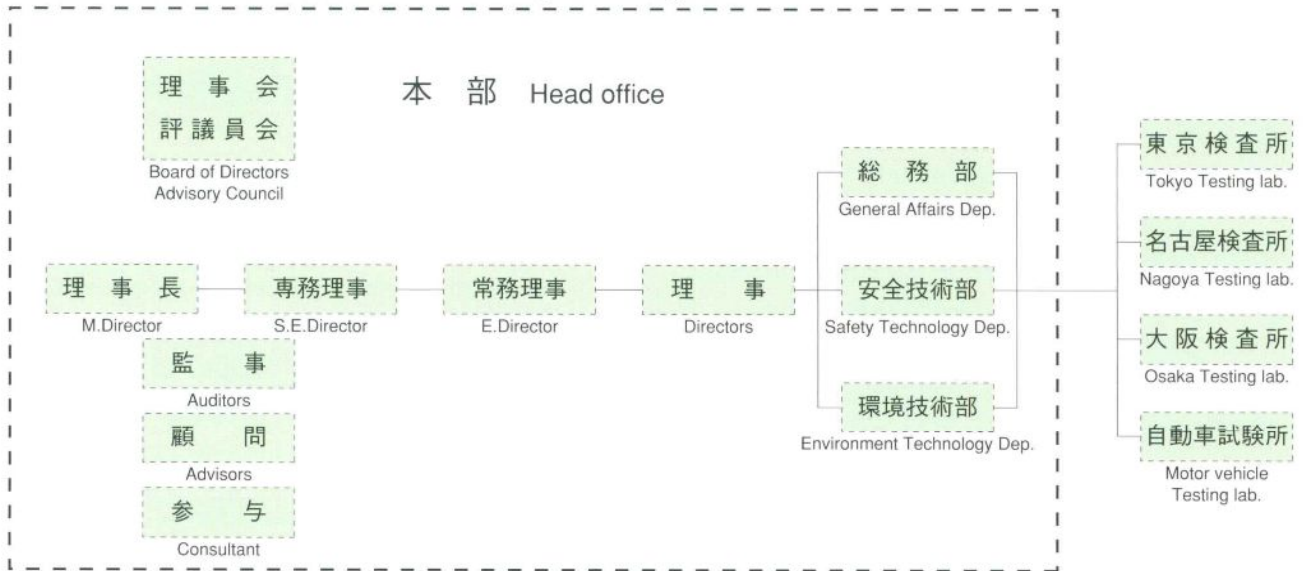 本 部 Head office
理 事 会
評議員会
Board of Directors
Advisory Council
理 事 長
M.Director
専務理事
S.E.Director
常務理事
E.Director
理 事
Directors
監 事
Auditors
顧 問
Advisors
参 与
Consultant
総 務 部
General Affairs Dep.
安全技術部
Safety Technology Dep.
環境技術部
Environment Technology Dep.
東京検査所
Tokyo Testing lab.
名古屋検査所
Nagoya Testing lab.
大阪検査所
Osaka Testing lab.
自動車試験所
Motor vehicle
Testing lab.